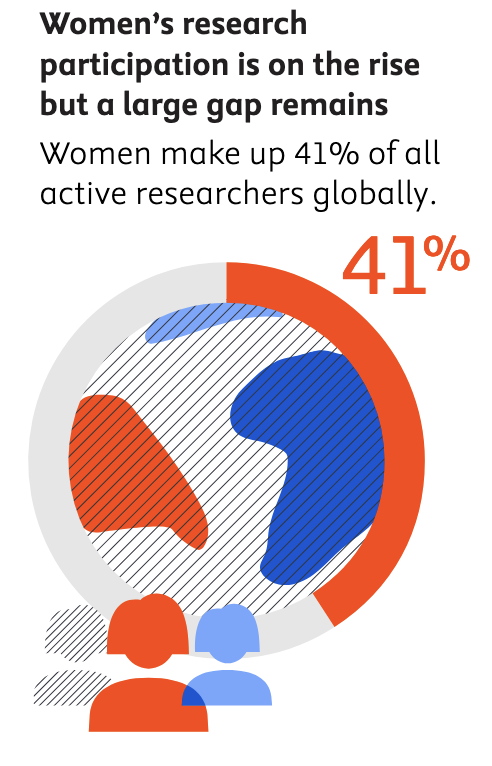 Women’s research
participation is on the rise
but a large gap remains
Women make up 41% of all
active researchers globally.
41%